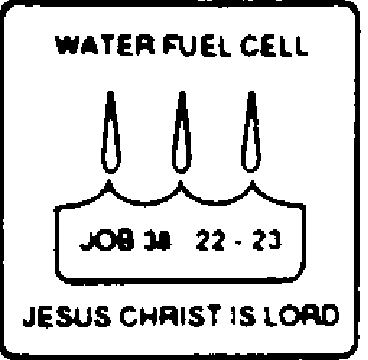 WATER FUEL CELL
JOB 38 22 - 23
JESUS CHRIST IS LORD